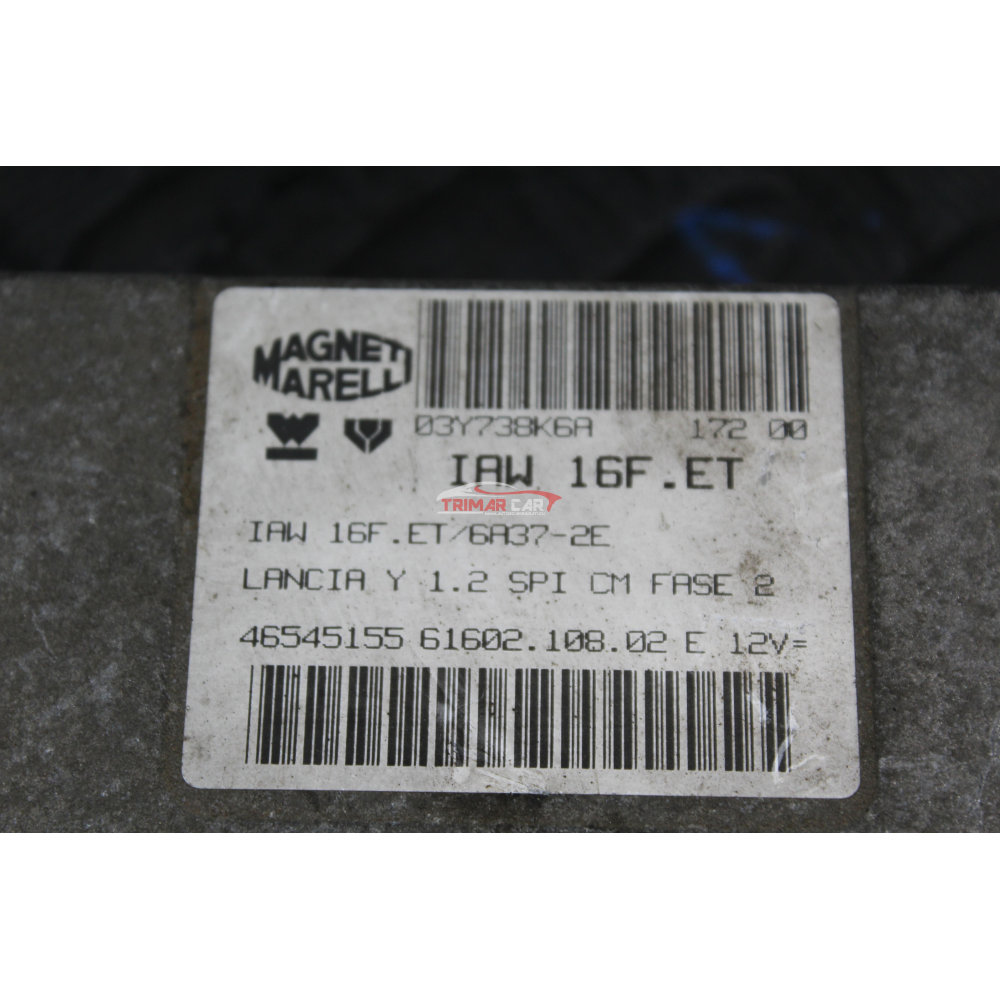 MAGNETI
MARELLI
03Y738K6A 172 00
IAW 16F.ET
TRIMAR CAR
IAW 16F.ET/6A37-2E
LANCIA Y 1.2 SPI CM FASE 2
46545155 61602.108.02 E 12V=